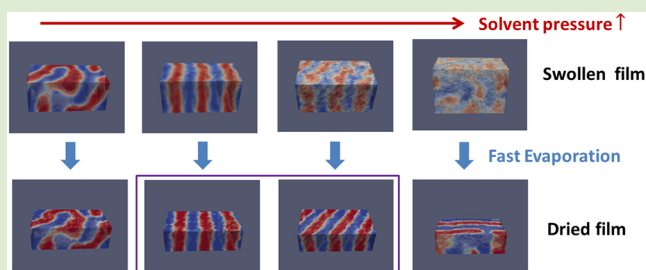 Solvent pressure ↑
Swollen film
Fast Evaporation
Dried film